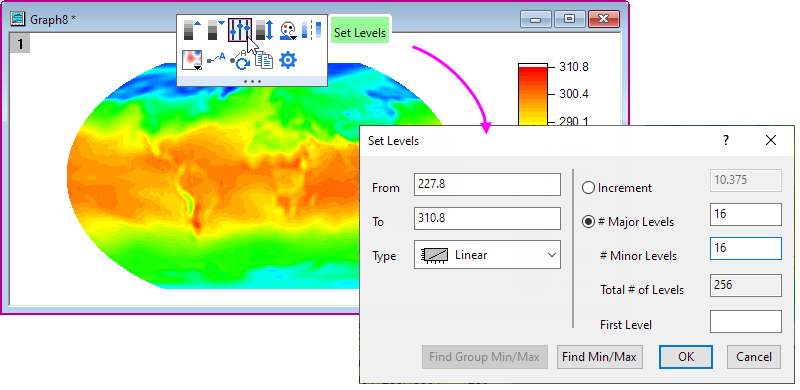 Graph8 *
1
A
A
Set Levels
310.8
300.4
290.1
Set Levels
?
From 227.8
To 310.8
Type Linear
Increment 10.375
# Major Levels 16
# Minor Levels 16
Total # of Levels 256
First Level
Find Group Min/Max Find Min/Max OK Cancel